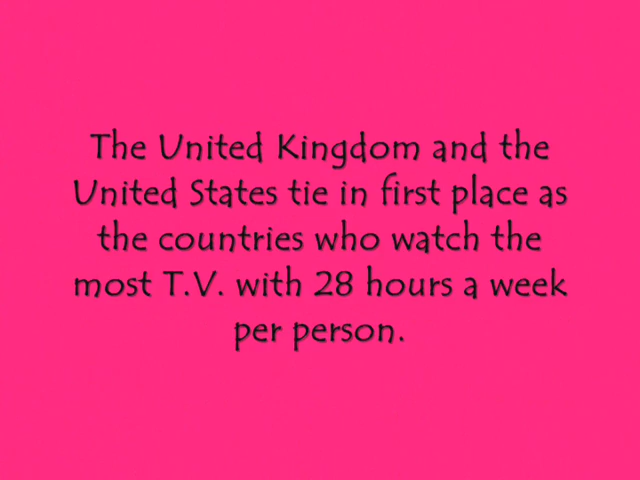 The United Kingdom and the
United States tie in first place as
the countries who watch the
most T.V. with 28 hours a week
per person.